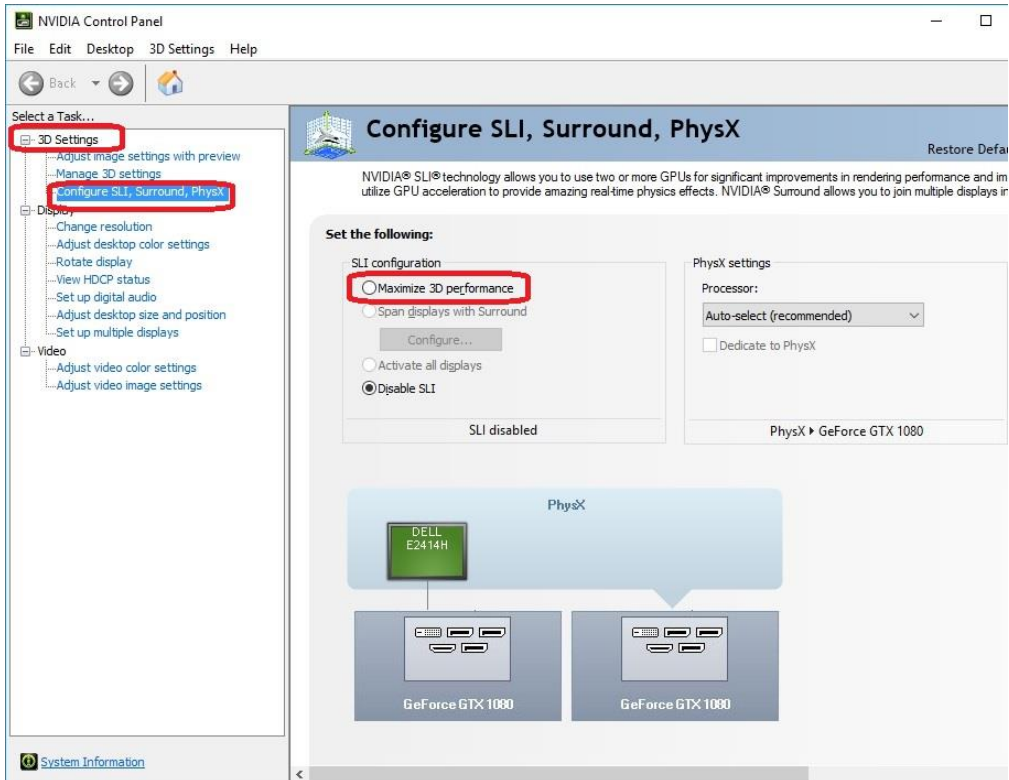 NVIDIA Control Panel
File Edit Desktop 3D Settings Help
Back
Select a Task...
3D Settings
Adjust image settings with preview
Manage 3D settings
Configure SLI, Surround, PhysX
Display
Change resolution
Adjust desktop color settings
Rotate display
View HDCP status
Set up digital audio
Adjust desktop size and position
Set up multiple displays
Video
Adjust video color settings
Adjust video image settings
System Information
Configure SLI, Surround, PhysX
Restore Defau
NVIDIA® SLI® technology allows you to use two or more GPUs for significant improvements in rendering performance and im
utilize GPU acceleration to provide amazing real-time physics effects. NVIDIA® Surround allows you to join multiple displays in
Set the following:
SLI configuration
Maximize 3D performance
Span displays with Surround
Configure...
Activate all displays
Disable SLI
SLI disabled
PhysX settings
Processor:
Auto-select (recommended)
Dedicate to PhysX
PhysX ▸ GeForce GTX 1080
PhysX
DELL
E2414H
GeForce GTX 1080
GeForce GTX 1080